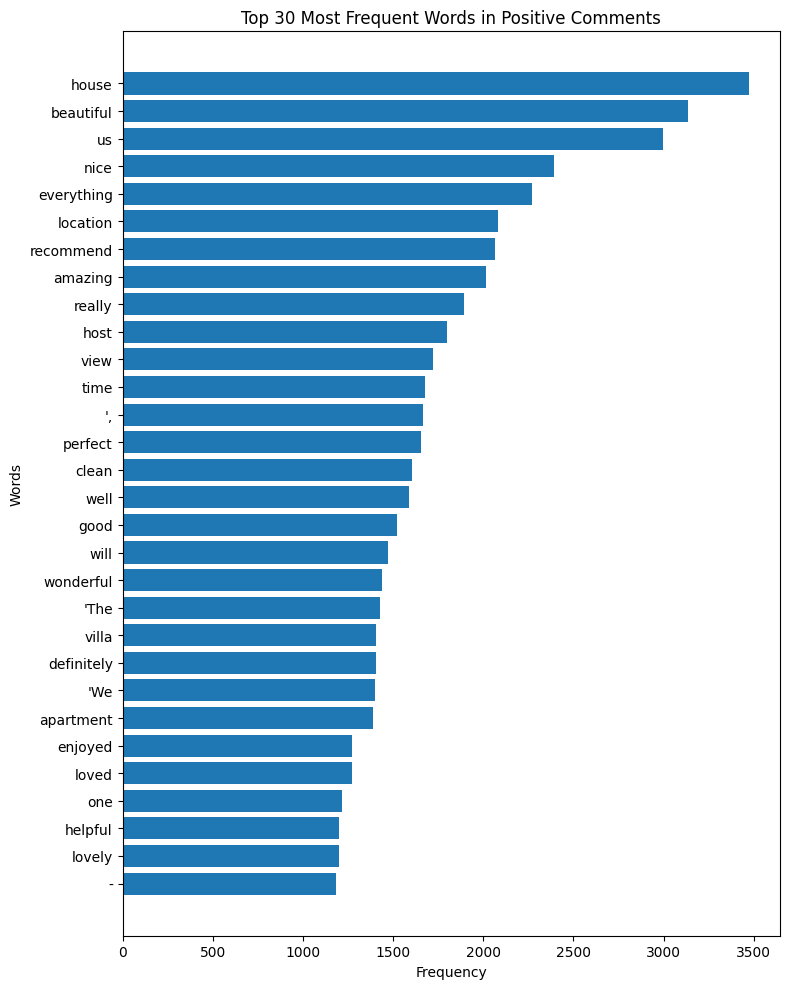 Top 30 Most Frequent Words in Positive Comments
Words
house
beautiful
us
nice
everything
location
recommend
amazing
really
host
view
time
',
perfect
clean
well
good
will
wonderful
'The
villa
definitely
'We
apartment
enjoyed
loved
one
helpful
lovely
-
0 500 1000 1500 2000 2500 3000 3500
Frequency